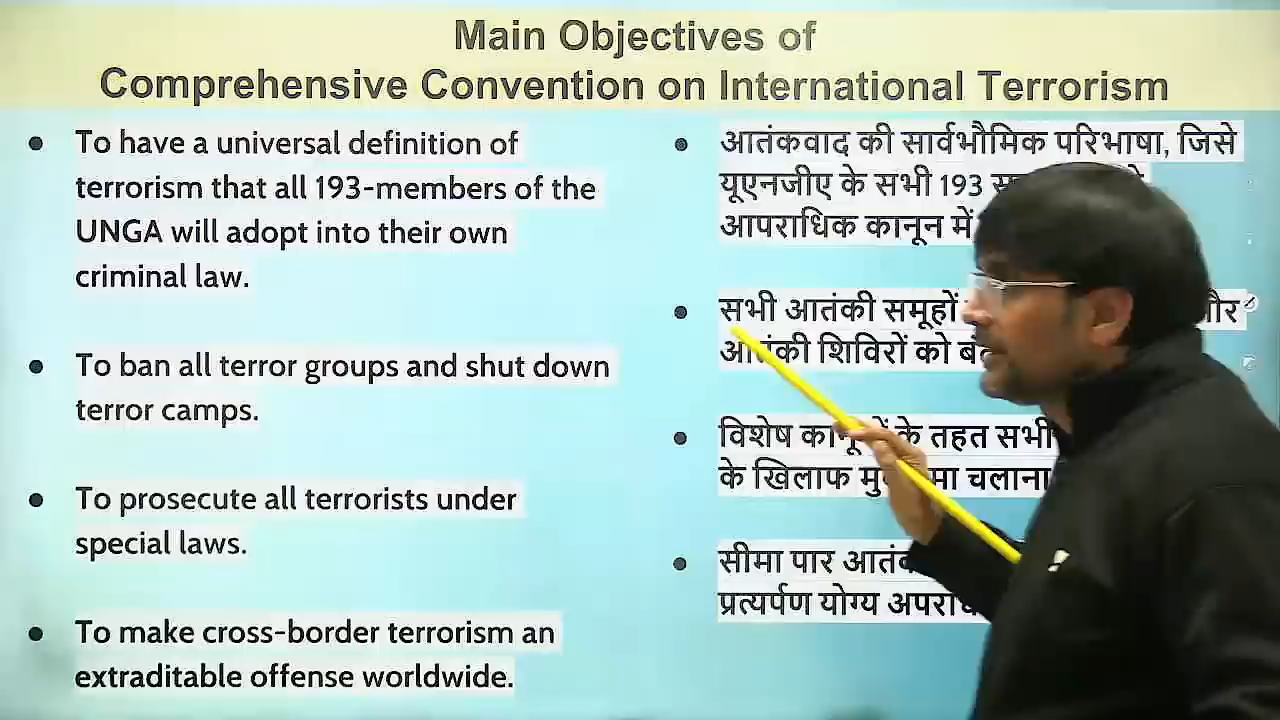 Main Objectives of
Comprehensive Convention on International Terrorism
To have a universal definition of
terrorism that all 193-members of the
UNGA will adopt into their own
criminal law.
To ban all terror groups and shut down
terror camps.
To prosecute all terrorists under
special laws.
To make cross-border terrorism an
extraditable offense worldwide.
आतंकवाद की सार्वभौमिक परिभाषा, जिसे
यूएनजीए के सभी 193
आपराधिक कानून में
सभी आतंकी समूहों और
आतंकी शिविरों को
विशेष कानूनों के तहत सभी
के खिलाफ मुकदमा चलाना
सीमा पार
प्रत्यर्पण योग्य